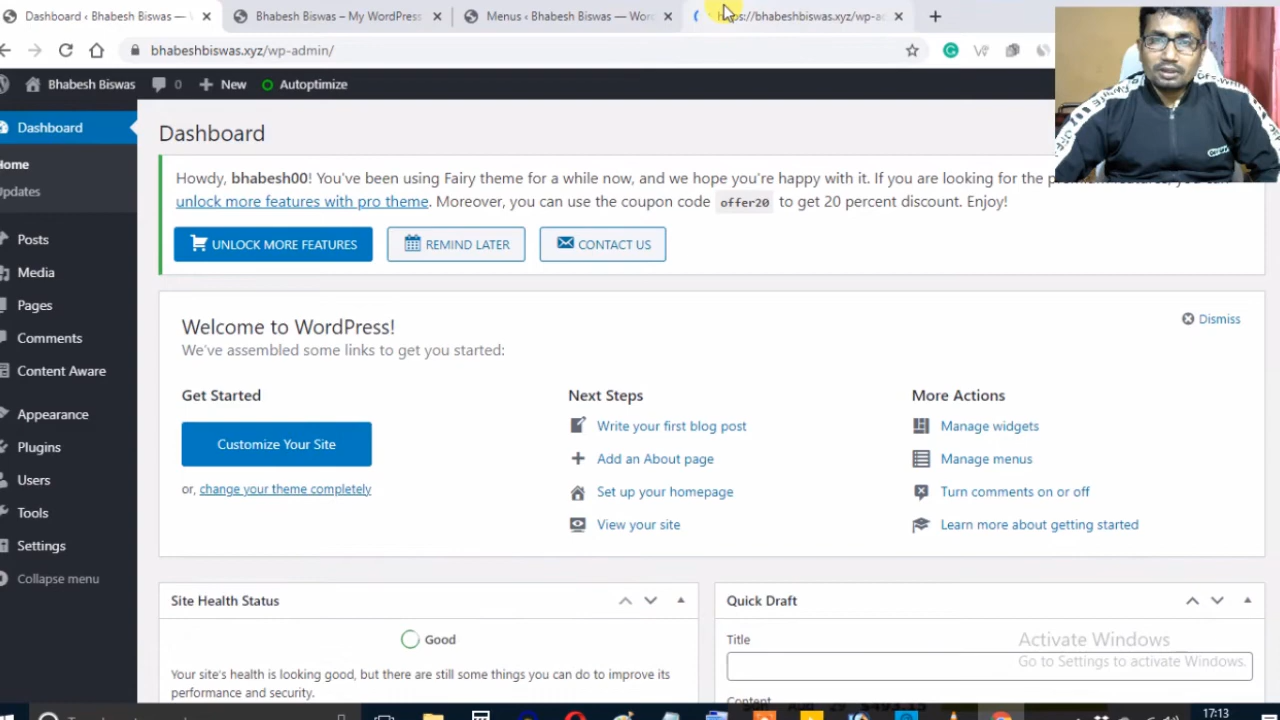 Dashboard ‹ Bhabesh Biswas —
Bhabesh Biswas – My WordPress
Menus ‹ Bhabesh Biswas — Wor
https://bhabeshbiswas.xyz/wp-a
bhabeshbiswas.xyz/wp-admin/
Bhabesh Biswas
0
New
Autoptimize
Dashboard
Home
Updates
Posts
Media
Pages
Comments
Content Aware
Appearance
Plugins
Users
Tools
Settings
Collapse menu
Dashboard
Howdy, bhabesh00! You've been using Fairy theme for a while now, and we hope you're happy with it. If you are looking for the
unlock more features with pro theme. Moreover, you can use the coupon code offer20 to get 20 percent discount. Enjoy!
UNLOCK MORE FEATURES
REMIND LATER
CONTACT US
Welcome to WordPress!
We've assembled some links to get you started:
Dismiss
Get Started
Customize Your Site
or, change your theme completely
Next Steps
Write your first blog post
Add an About page
Set up your homepage
View your site
More Actions
Manage widgets
Manage menus
Turn comments on or off
Learn more about getting started
Site Health Status
Good
Your site's health is looking good, but there are still some things you can do to improve its
performance and security.
Quick Draft
Title
Content
Activate Windows
Go to Settings to activate Windows.
17:13